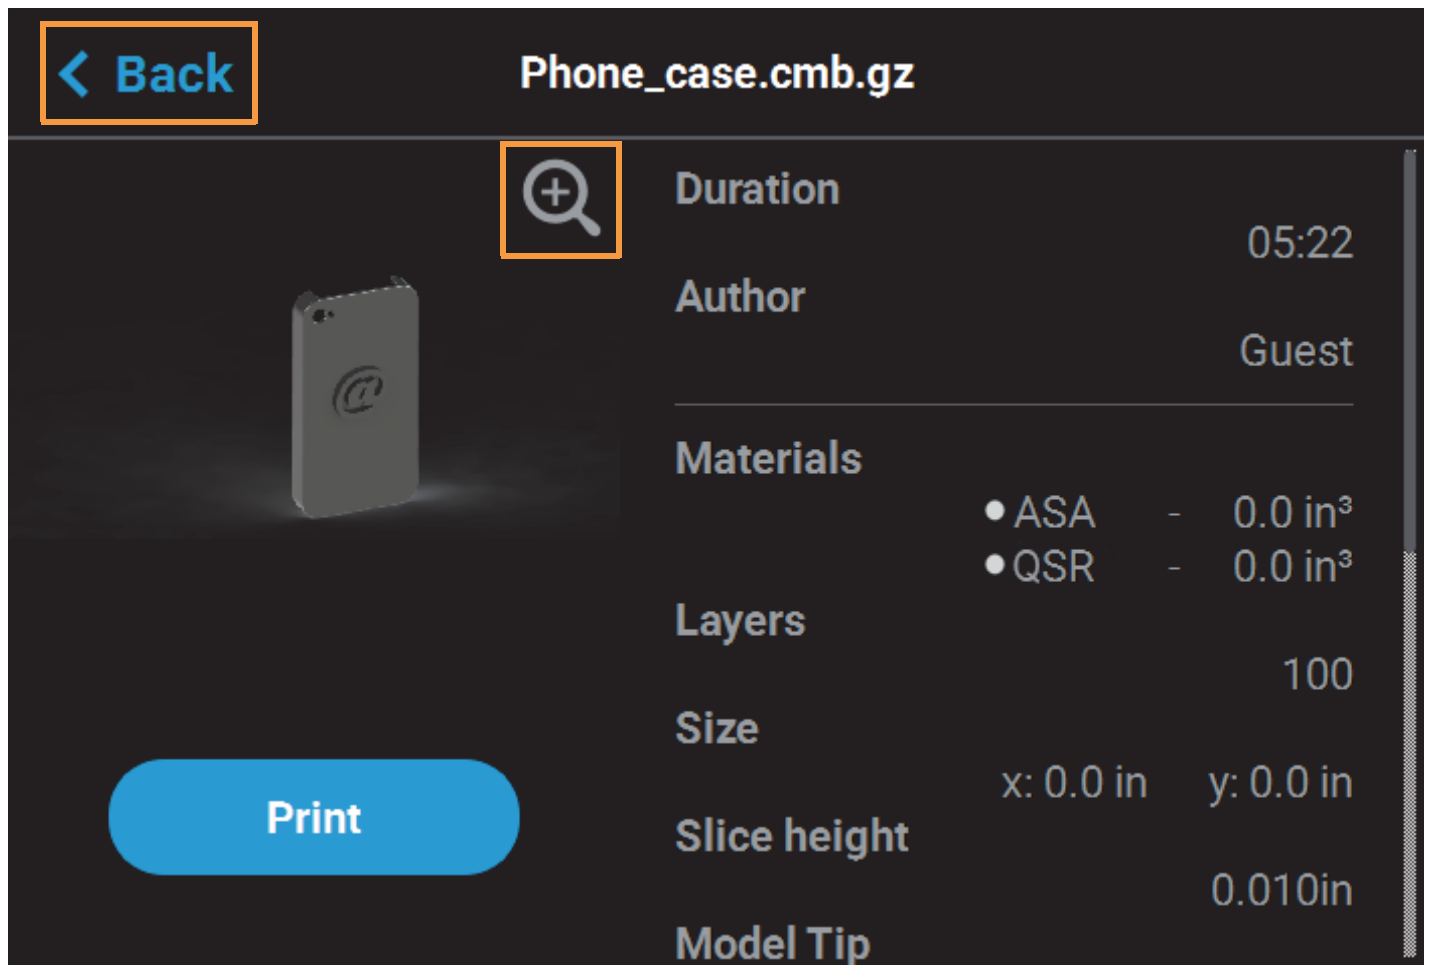 Back
Phone_case.cmb.gz
Duration
05:22
Author
Guest
Materials
ASA - 0.0 in³
QSR - 0.0 in³
Layers
100
Size
x: 0.0 in y: 0.0 in
Slice height
0.010in
Model Tip
@
Print